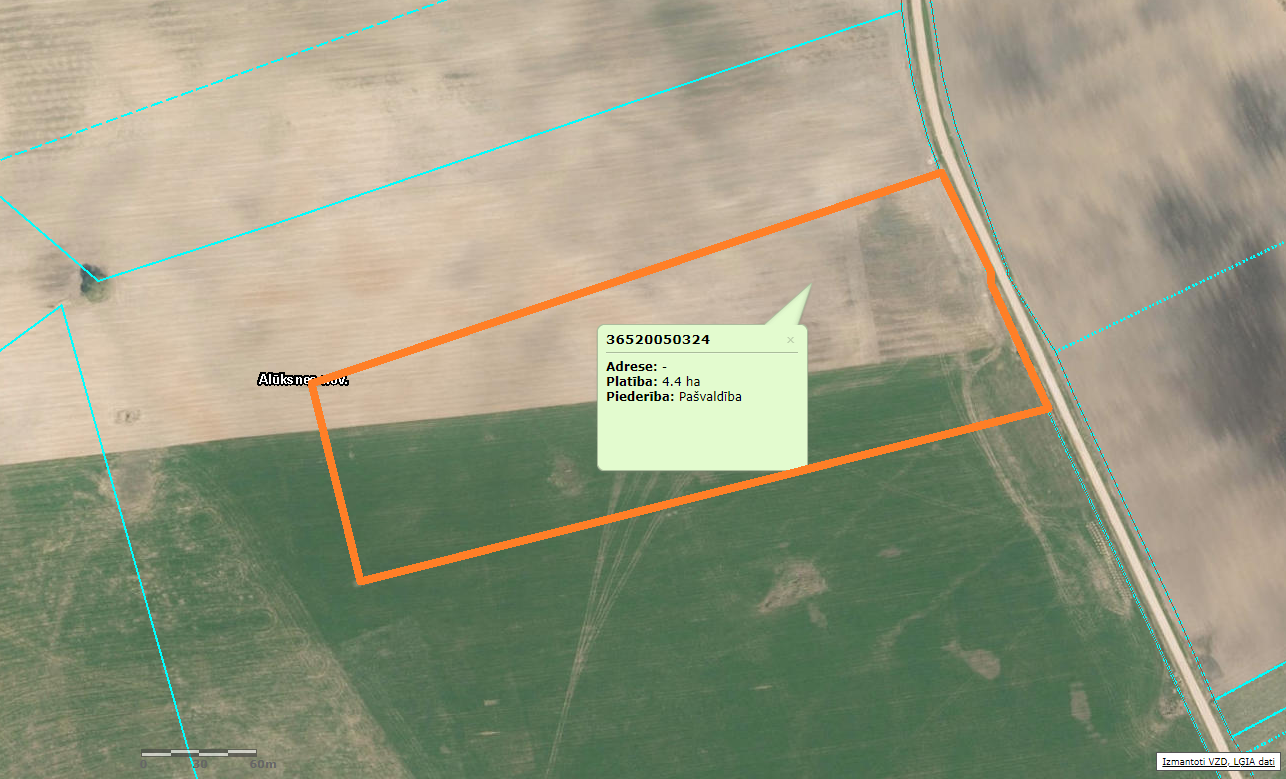 36520050324 ×
Adrese: -
Platība: 4.4 ha
Piederība: Pašvaldība
Alūksnes nov.
0 30 60m
Izmantoti VZD, LGIA dati